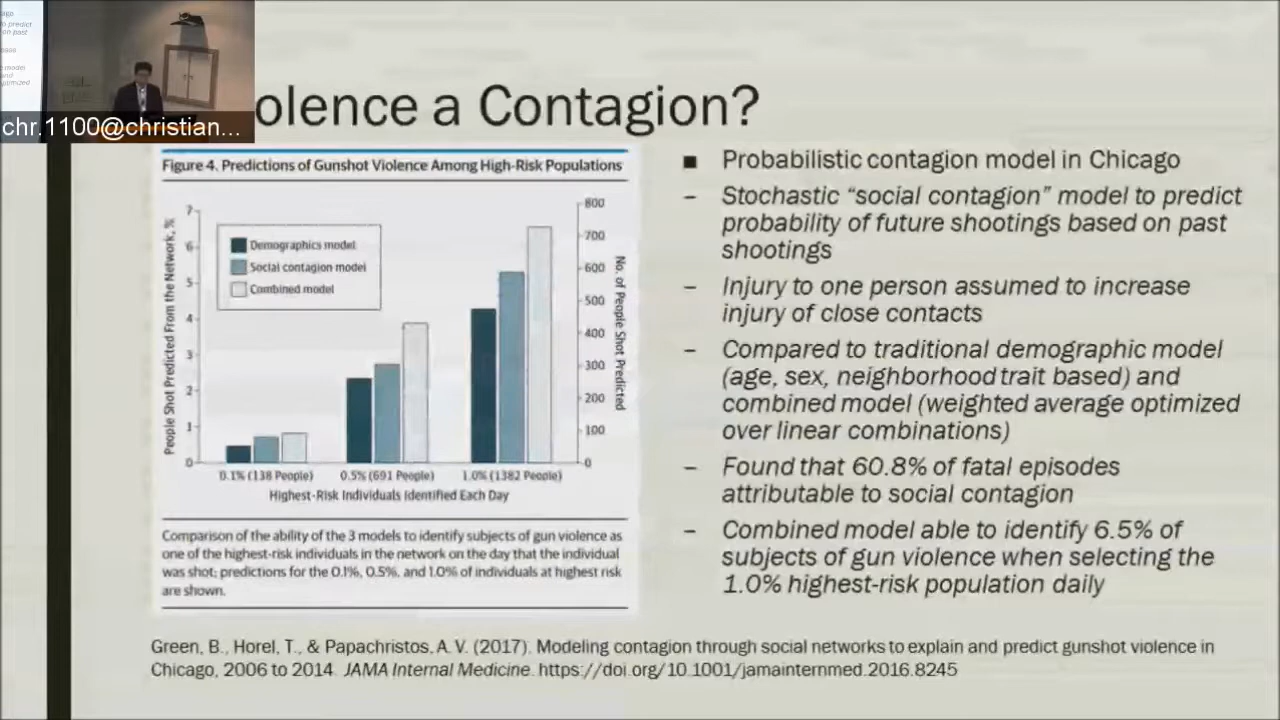 to predict
on past
model
and
optimized
chr.1100@christian...
olence a Contagion?
Figure 4. Predictions of Gunshot Violence Among High-Risk Populations
7
6
5
4
3
2
1
0
People Shot Predicted From the Network, %
Demographics model
Social contagion model
Combined model
800
700
600
500
400
300
200
100
0
No. of People Shot Predicted
0.1% (138 People)
0.5% (691 People)
1.0% (1382 People)
Highest-Risk Individuals Identified Each Day
Comparison of the ability of the 3 models to identify subjects of gun violence as
one of the highest-risk individuals in the network on the day that the individual
was shot; predictions for the 0.1%, 0.5%, and 1.0% of individuals at highest risk
are shown.
■ Probabilistic contagion model in Chicago
– Stochastic “social contagion” model to predict
probability of future shootings based on past
shootings
– Injury to one person assumed to increase
injury of close contacts
– Compared to traditional demographic model
(age, sex, neighborhood trait based) and
combined model (weighted average optimized
over linear combinations)
– Found that 60.8% of fatal episodes
attributable to social contagion
– Combined model able to identify 6.5% of
subjects of gun violence when selecting the
1.0% highest-risk population daily
Green, B., Horel, T., & Papachristos, A. V. (2017). Modeling contagion through social networks to explain and predict gunshot violence in
Chicago, 2006 to 2014. JAMA Internal Medicine. https://doi.org/10.1001/jamainternmed.2016.8245